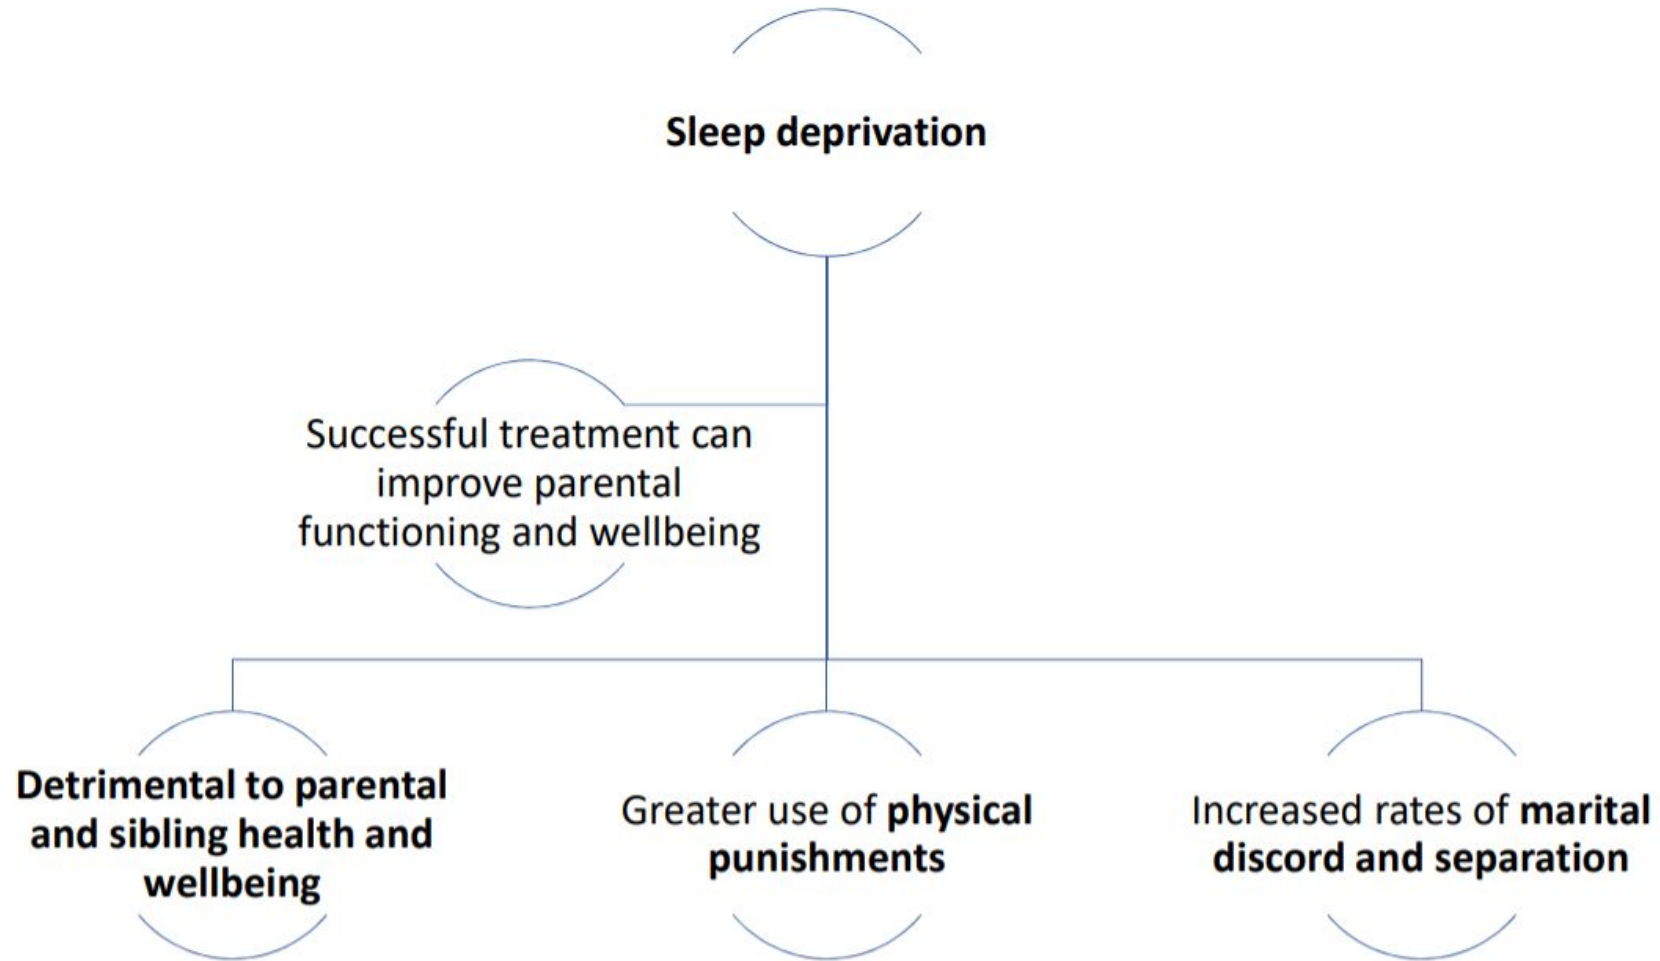 Sleep deprivation
Successful treatment can
improve parental
functioning and wellbeing
Detrimental to parental
and sibling health and
wellbeing
Greater use of physical
punishments
Increased rates of marital
discord and separation